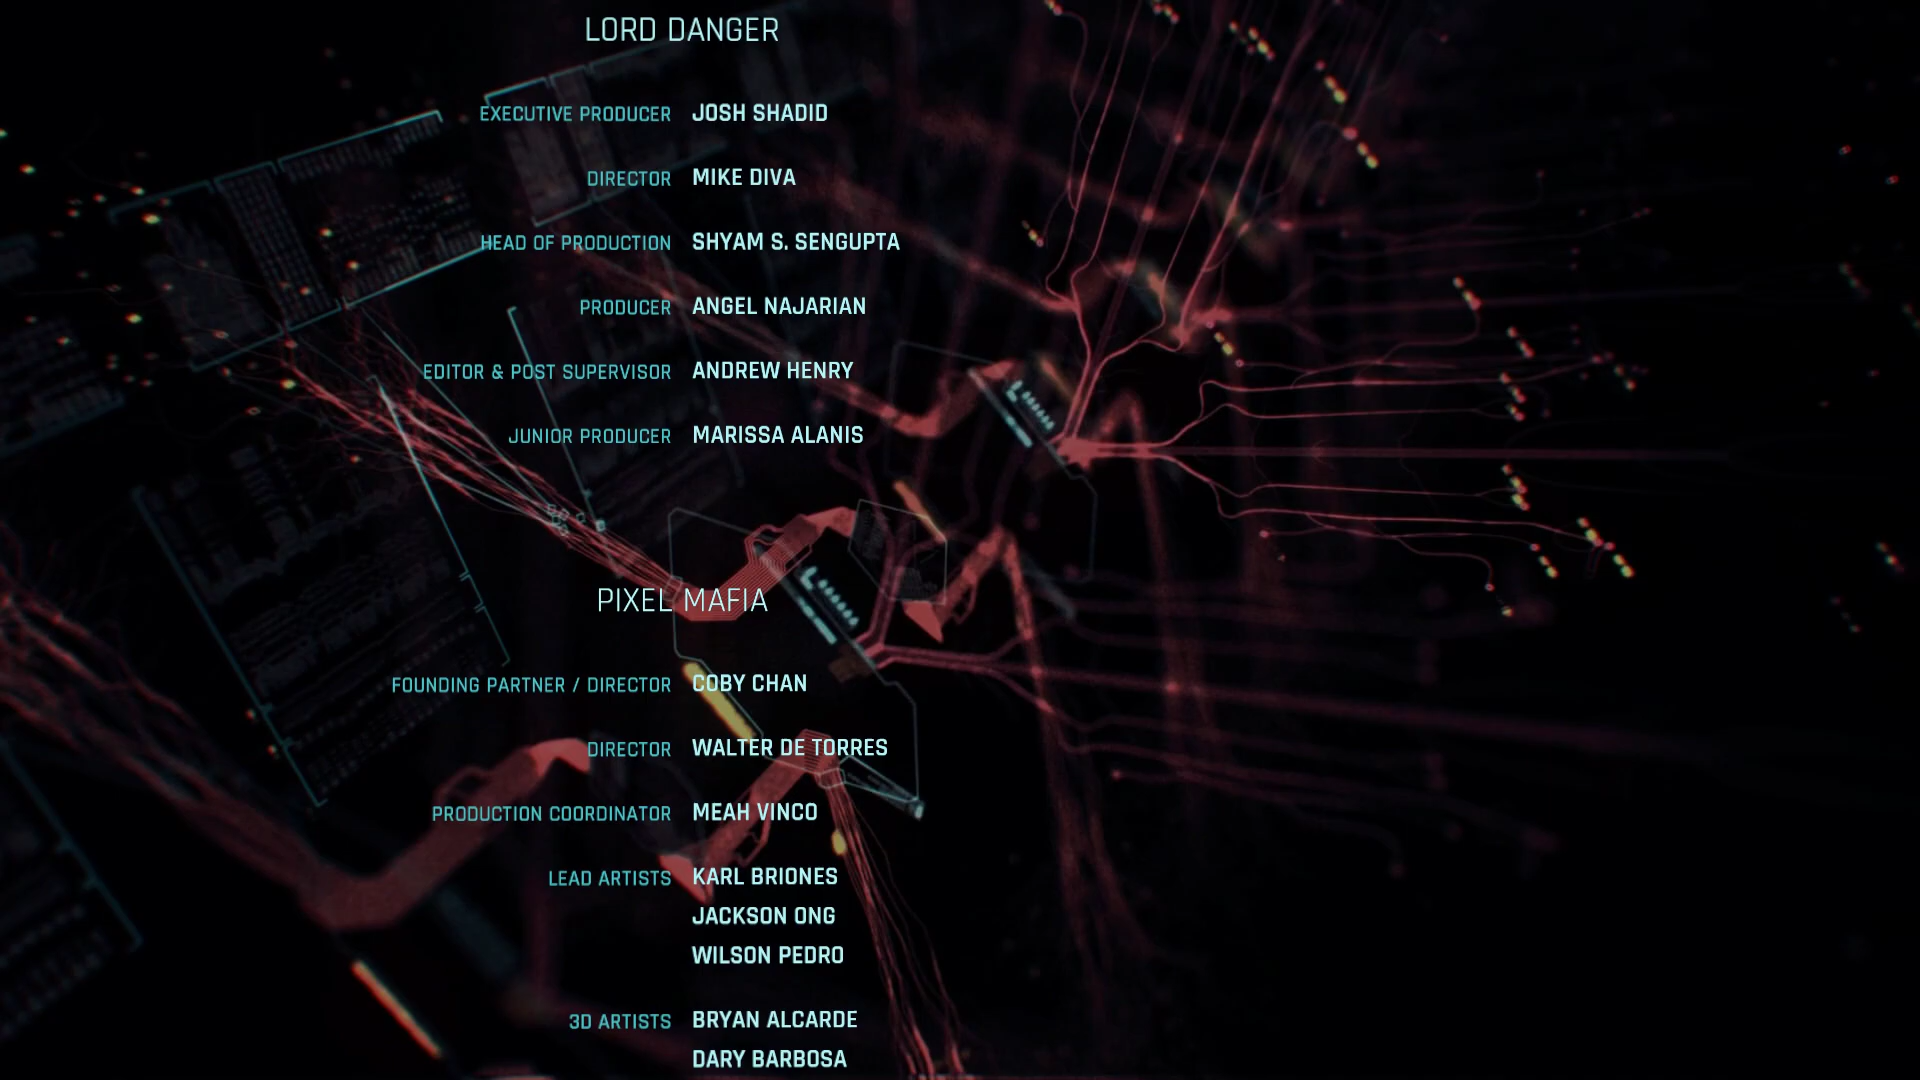 LORD DANGER
EXECUTIVE PRODUCER JOSH SHADID
DIRECTOR MIKE DIVA
HEAD OF PRODUCTION SHYAM S. SENGUPTA
PRODUCER ANGEL NAJARIAN
EDITOR & POST SUPERVISOR ANDREW HENRY
JUNIOR PRODUCER MARISSA ALANIS
PIXEL MAFIA
FOUNDING PARTNER / DIRECTOR COBY CHAN
DIRECTOR WALTER DE TORRES
PRODUCTION COORDINATOR MEAH VINCO
LEAD ARTISTS KARL BRIONES
JACKSON ONG
WILSON PEDRO
3D ARTISTS BRYAN ALCARDE
DARY BARBOSA